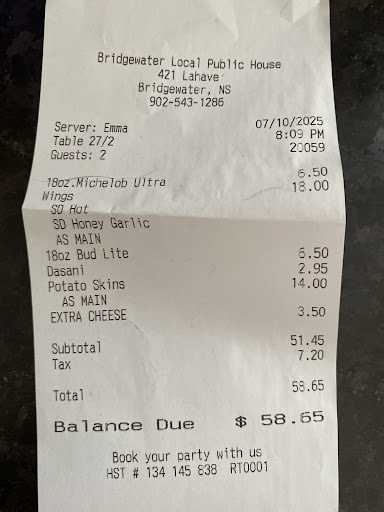 Bridgewater Local Public House
421 Lahave
Bridgewater, NS
902-543-1286
Server: Emma 07/10/2025
Table 27/2 8:09 PM
Guests: 2 20059
18oz.Michelob Ultra 6.50
Wings 18.00
SD Hot
SD Honey Garlic
AS MAIN
18oz Bud Lite 6.50
Dasani 2.95
Potato Skins 14.00
AS MAIN
EXTRA CHEESE 3.50
Subtotal 51.45
Tax 7.20
Total 58.65
Balance Due $ 58.65
Book your party with us
HST # 134 145 838 RT0001